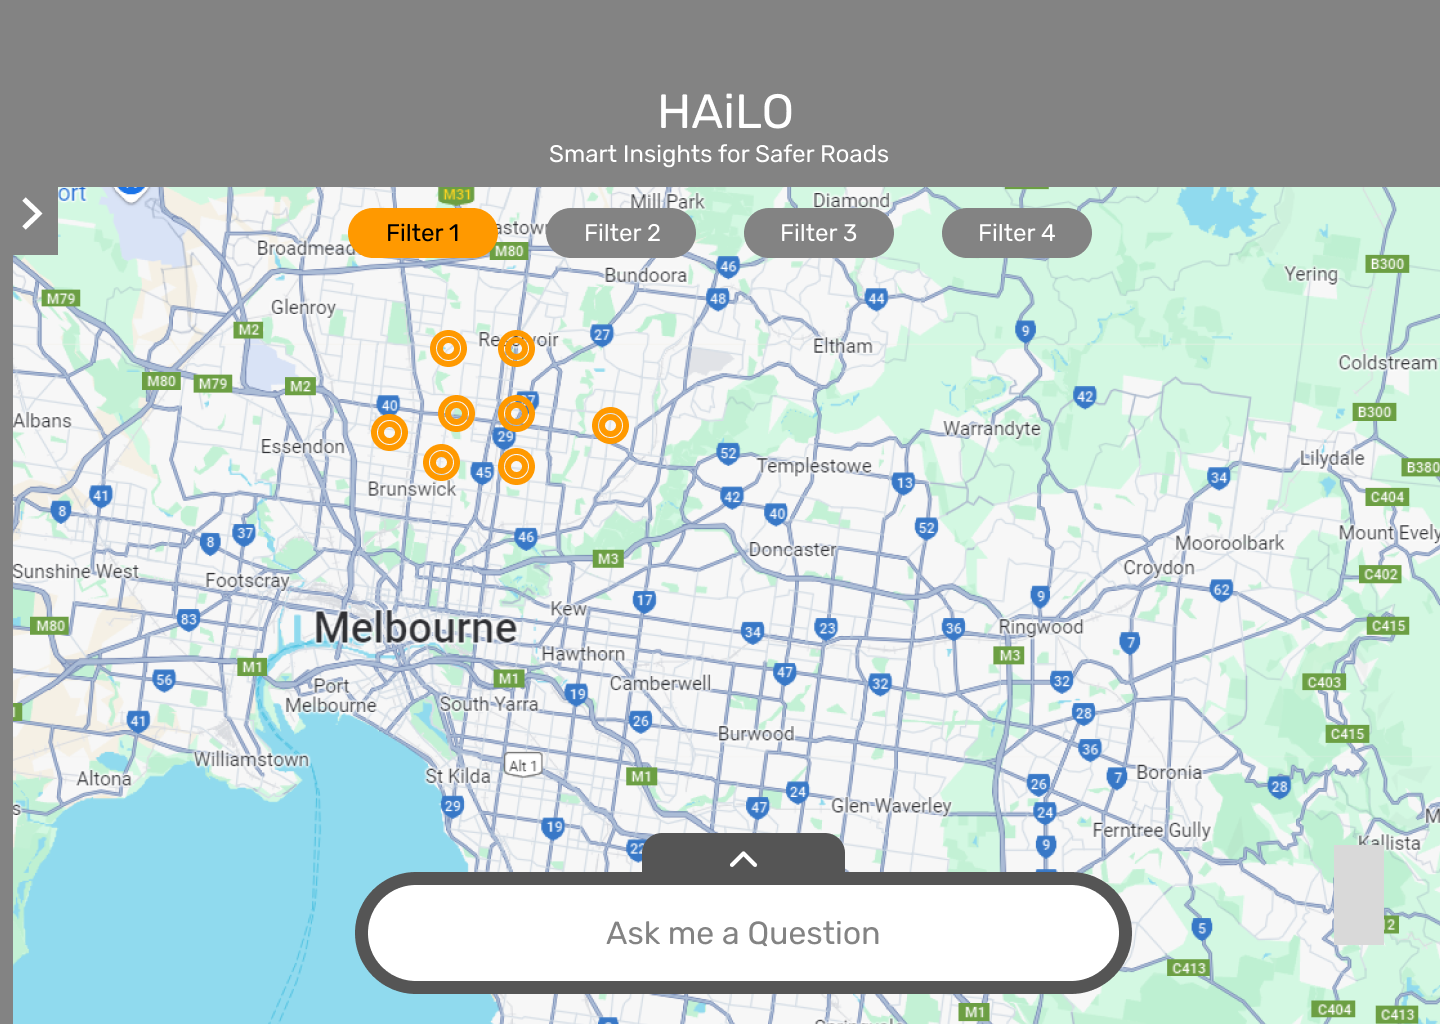 HAiLO
Smart Insights for Safer Roads
ort
M31
Mill Park
Diamond
Filter 1
Filter 2
Filter 3
Filter 4
Broadmead
M80
Bundoora
46
B300
Yering
M79
Glenroy
48
44
M2
Reservoir
27
9
Eltham
Coldstream
M80
M79
M2
40
42
B300
Albans
Essendon
29
Warrandyte
52
Templestowe
Lilydale
B380
45
13
34
Brunswick
41
42
C404
8
40
37
8
46
52
Mount Evely
Doncaster
Mooroolbark
M3
Sunshine West
Footscray
Croydon
C402
62
9
17
Kew
83
M80
Melbourne
34
23
36
Ringwood
C415
7
Hawthorn
M3
M1
56
M1
47
Camberwell
32
32
C403
Port
Melbourne
19
South Yarra
28
41
26
Burwood
C415
36
Williamstown
Alt 1
Altona
St Kilda
M1
26
7
Boronia
28
24
29
47
Glen Waverley
24
19
Ferntree Gully
22
9
Kallista
Ask me a Question
2
5
C413
M1
C404
C413